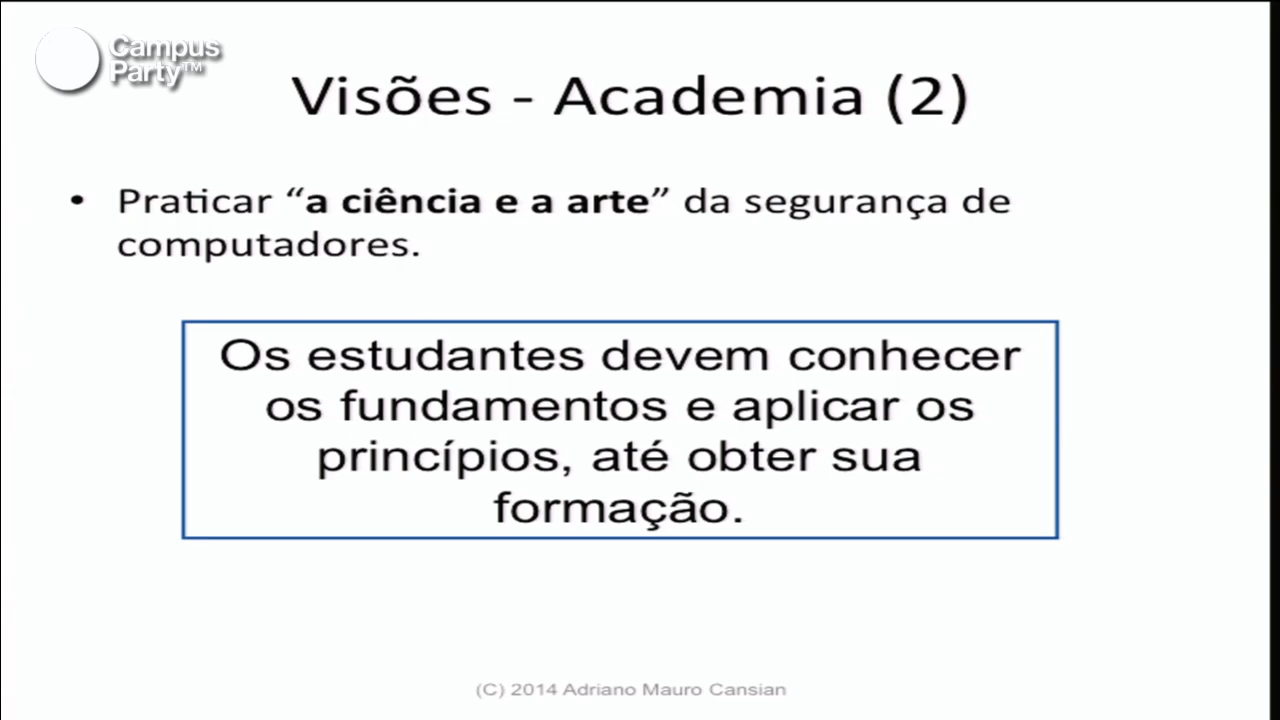 Campus
Party™
Visões - Academia (2)
• Praticar “a ciência e a arte” da segurança de
computadores.
Os estudantes devem conhecer
os fundamentos e aplicar os
princípios, até obter sua
formação.
(C) 2014 Adriano Mauro Cansian